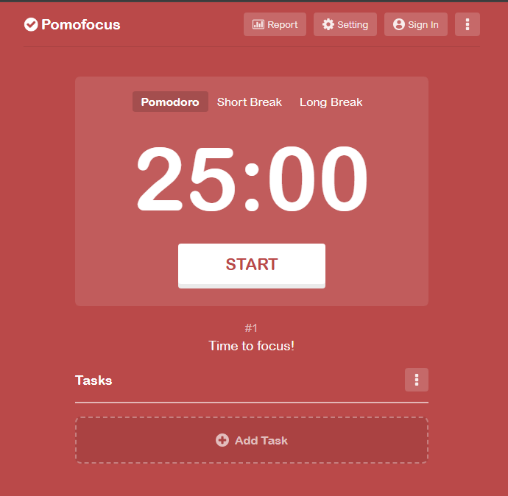 Pomofocus
Report Setting Sign In
Pomodoro Short Break Long Break
25:00
START
#1
Time to focus!
Tasks
Add Task